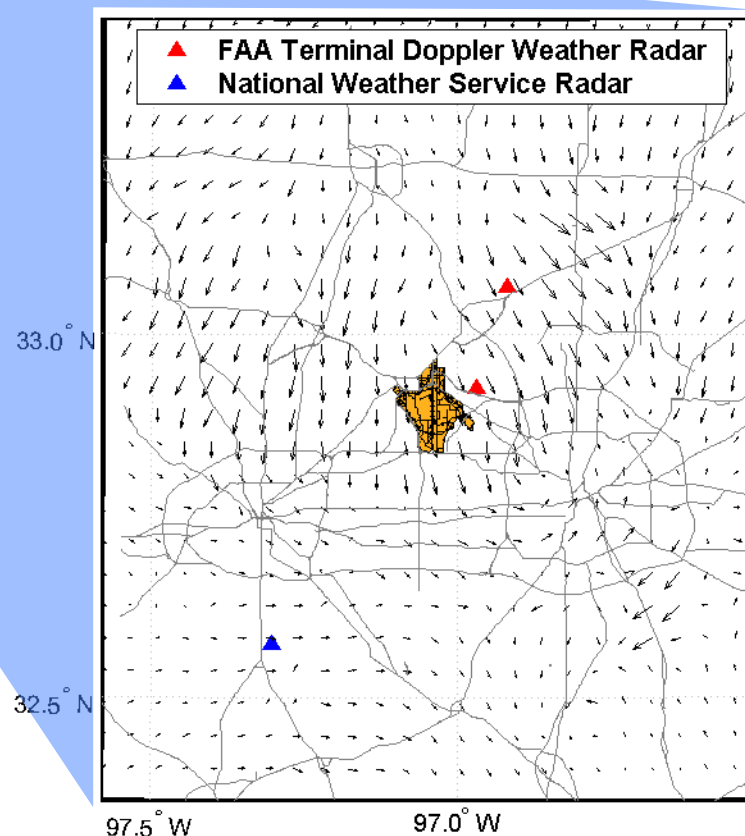 FAA Terminal Doppler Weather Radar
National Weather Service Radar
33.0° N
32.5° N
97.5° W
97.0° W